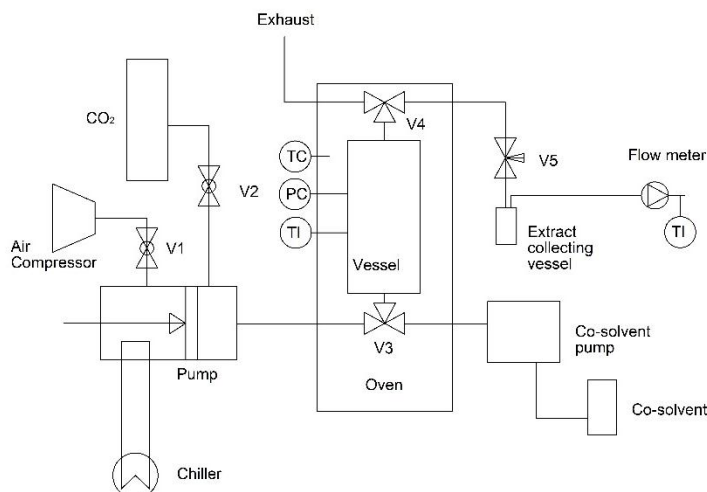 Exhaust
CO₂
V4
TC
V5
Flow meter
V2
PC
Air
Compressor
V1
TI
Extract
collecting
vessel
TI
Vessel
V3
Co-solvent
pump
Pump
Oven
Co-solvent
Chiller